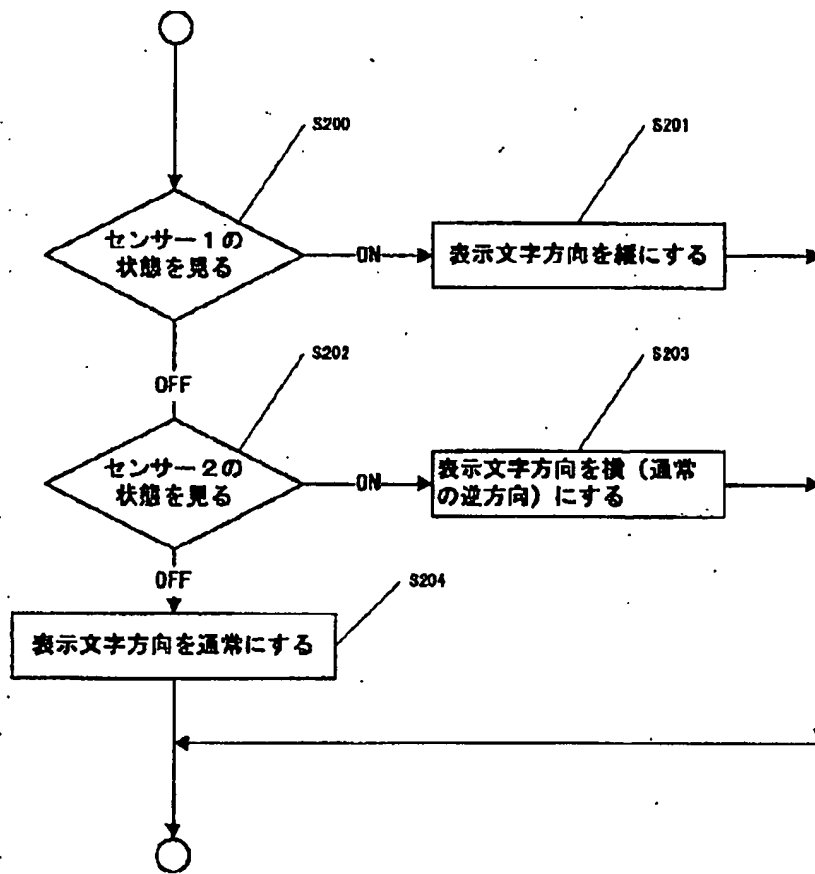 S200
S201
センサー1の
状態を見る
ON
表示文字方向を縦にする
S202
S203
OFF
センサー2の
状態を見る
ON
表示文字方向を横（通常
の逆方向）にする
OFF
S204
表示文字方向を通常にする